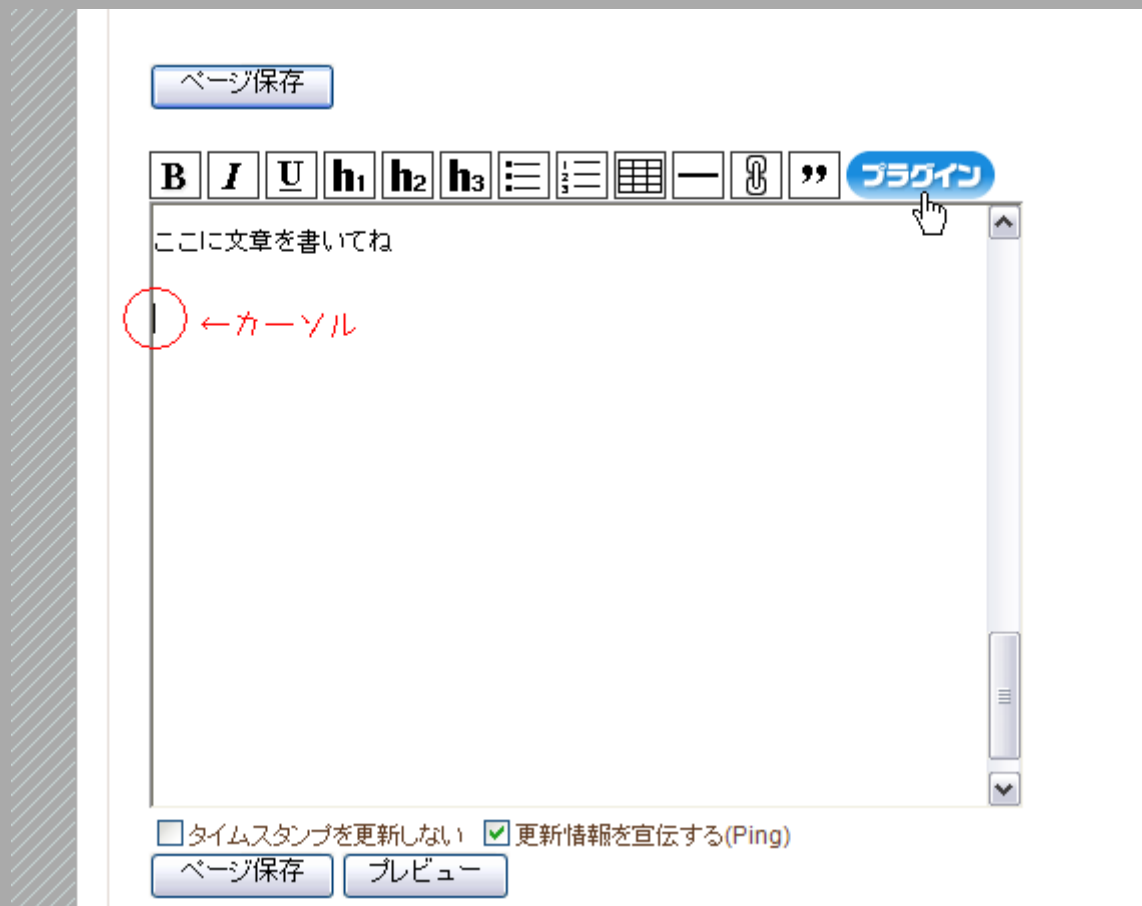 ページ保存
B I U h1 h2 h3 ” プラグイン
ここに文章を書いてね
←カーソル
タイムスタンプを更新しない 更新情報を宣伝する(Ping)
ページ保存 プレビュー